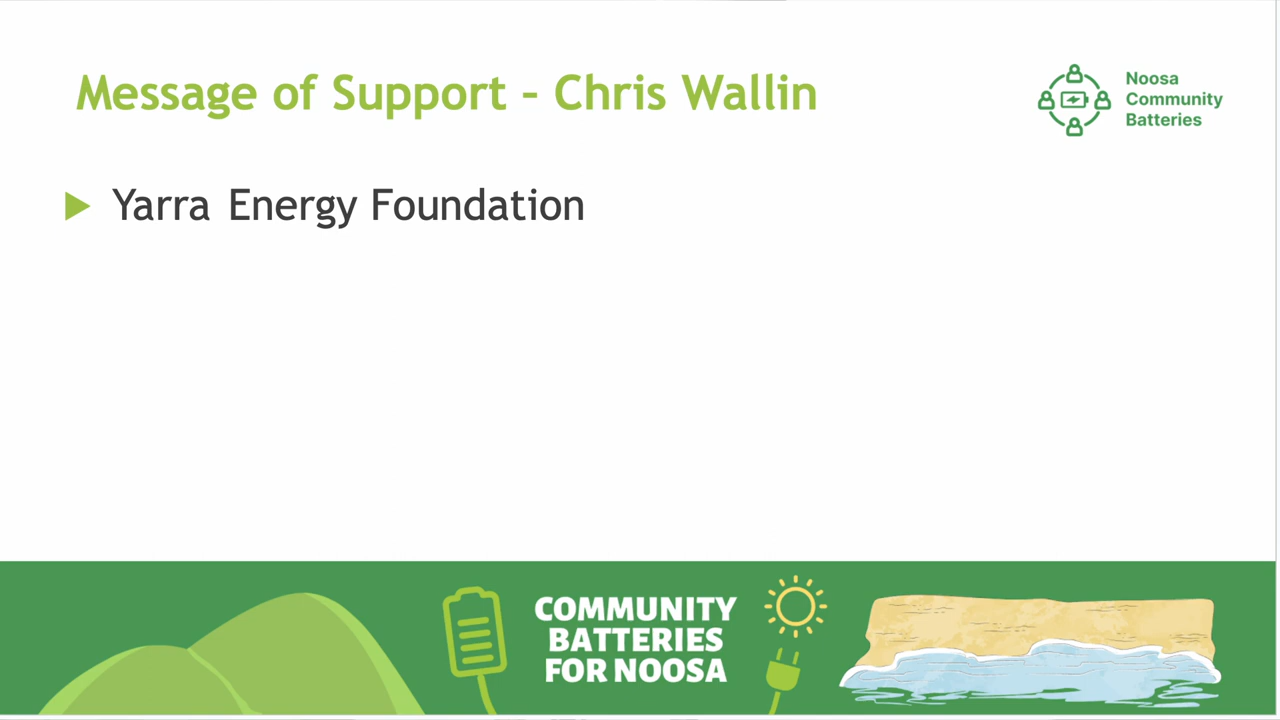 Message of Support – Chris Wallin
Noosa
Community
Batteries
Yarra Energy Foundation
COMMUNITY
BATTERIES
FOR NOOSA